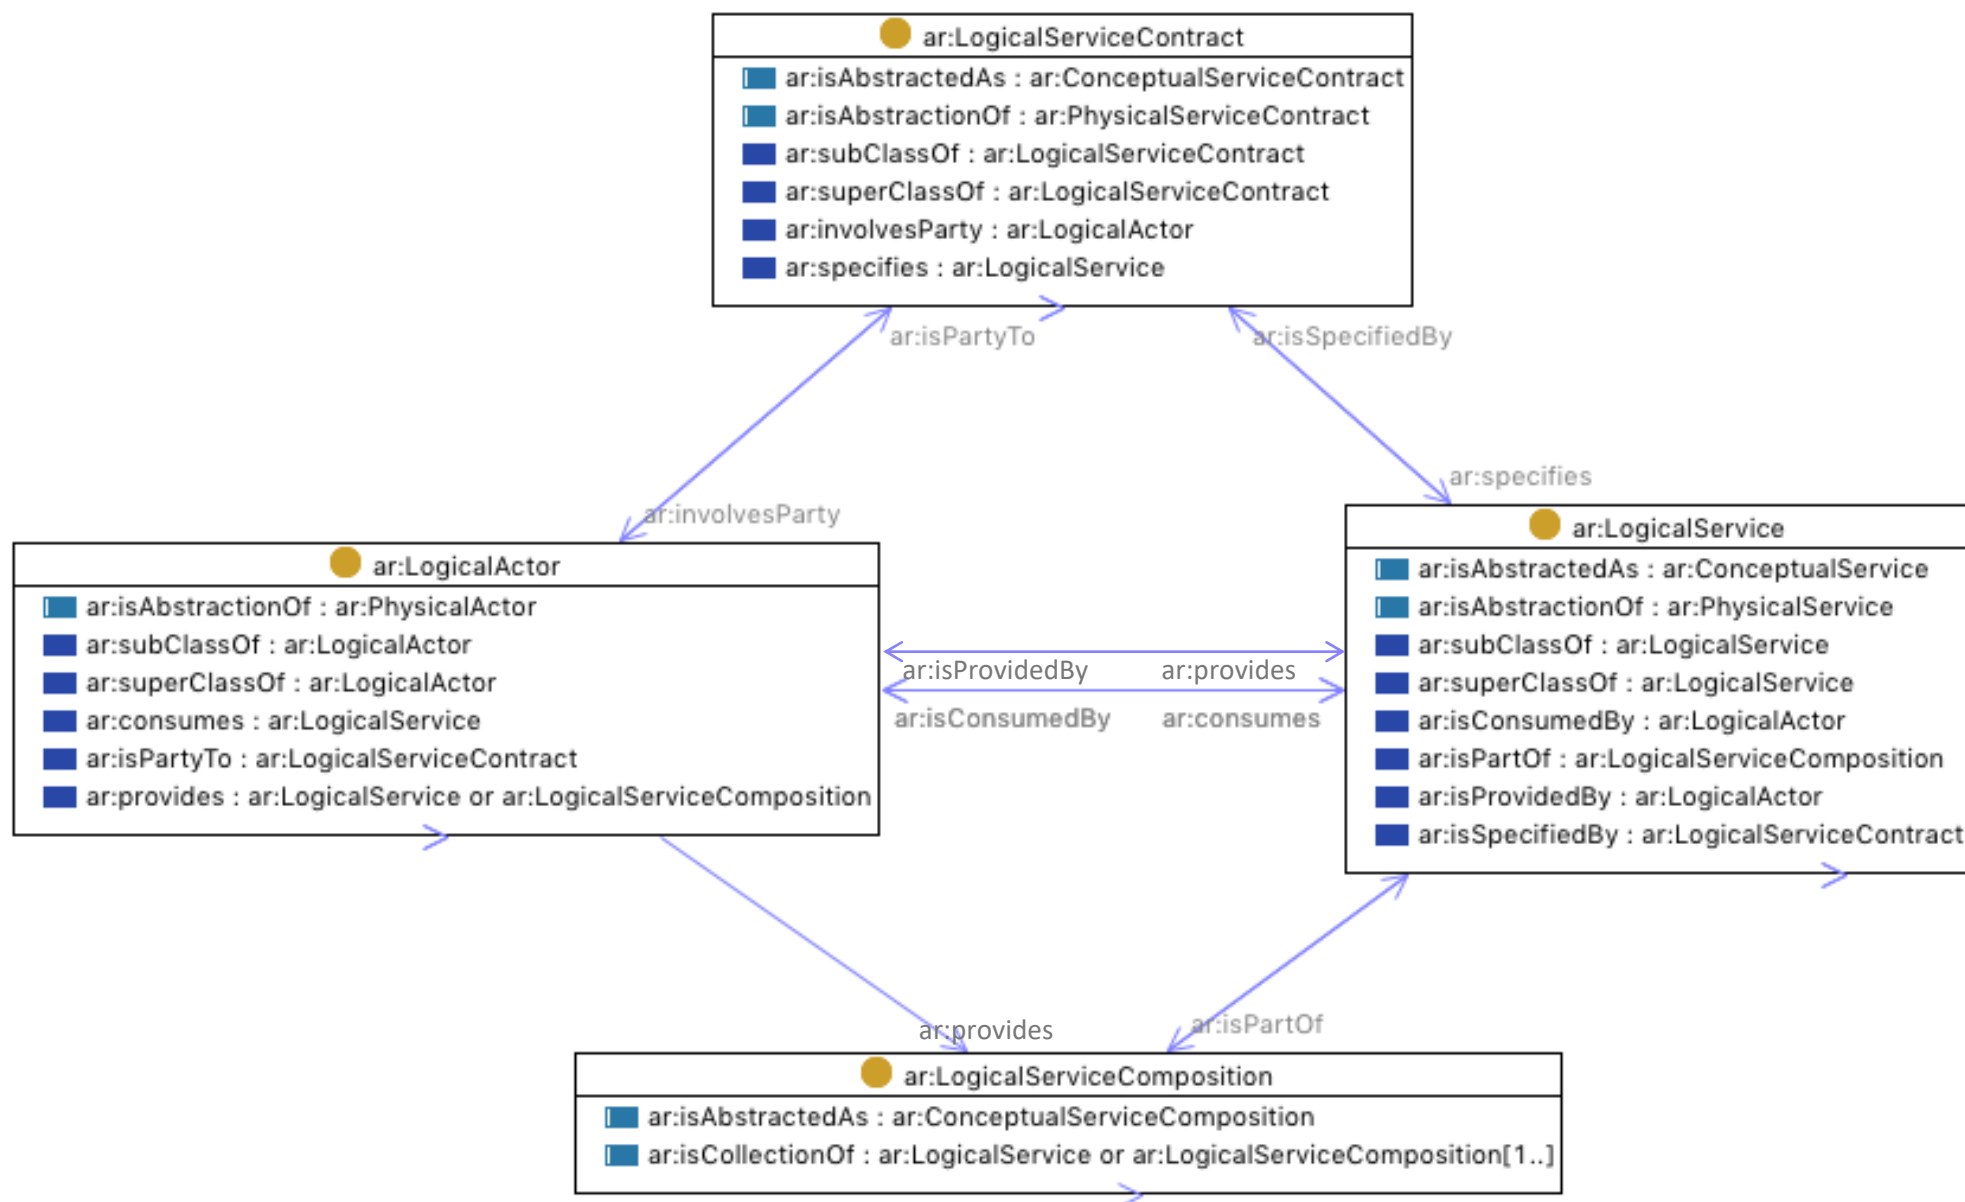 ar:LogicalServiceContract
ar:isAbstractedAs : ar:ConceptualServiceContract
ar:isAbstractionOf : ar:PhysicalServiceContract
ar:subClassOf : ar:LogicalServiceContract
ar:superClassOf : ar:LogicalServiceContract
ar:involvesParty : ar:LogicalActor
ar:specifies : ar:LogicalService
ar:isPartyTo
ar:isSpecifiedBy
ar:specifies
ar:involvesParty
ar:LogicalActor
ar:isAbstractionOf : ar:PhysicalActor
ar:subClassOf : ar:LogicalActor
ar:superClassOf : ar:LogicalActor
ar:consumes : ar:LogicalService
ar:isPartyTo : ar:LogicalServiceContract
ar:provides : ar:LogicalService or ar:LogicalServiceComposition
ar:isProvidedBy
ar:provides
ar:isConsumedBy
ar:consumes
ar:LogicalService
ar:isAbstractedAs : ar:ConceptualService
ar:isAbstractionOf : ar:PhysicalService
ar:subClassOf : ar:LogicalService
ar:superClassOf : ar:LogicalService
ar:isConsumedBy : ar:LogicalActor
ar:isPartOf : ar:LogicalServiceComposition
ar:isProvidedBy : ar:LogicalActor
ar:isSpecifiedBy : ar:LogicalServiceContract
ar:provides
ar:isPartOf
ar:LogicalServiceComposition
ar:isAbstractedAs : ar:ConceptualServiceComposition
ar:isCollectionOf : ar:LogicalService or ar:LogicalServiceComposition[1..]